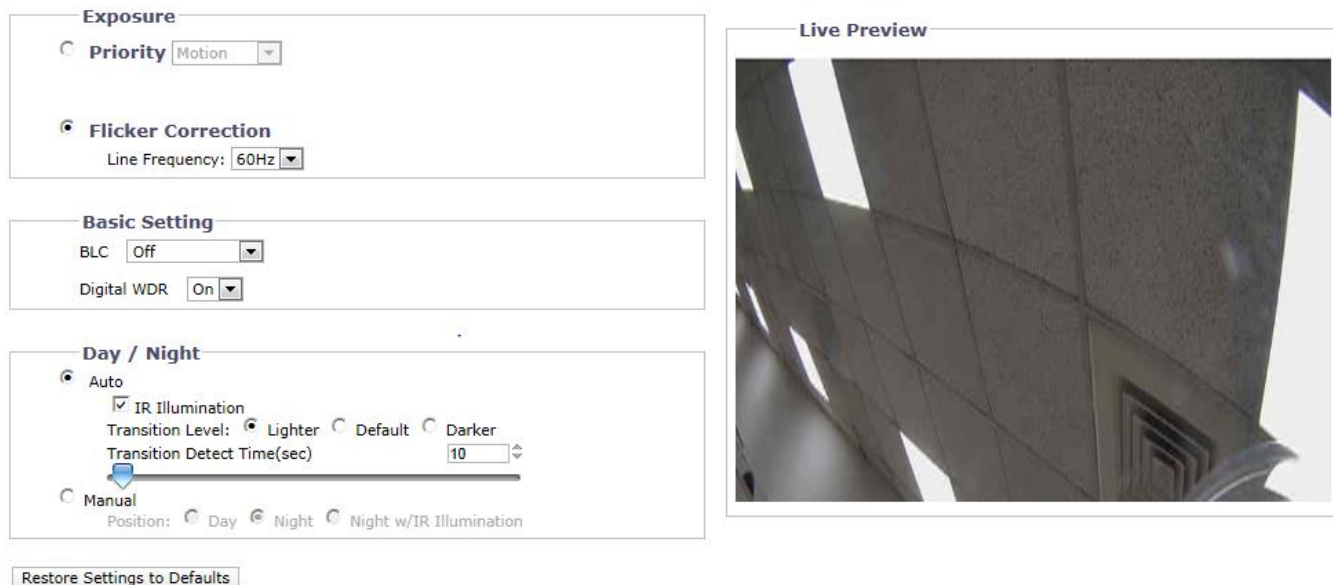 Exposure
Priority Motion
Flicker Correction
Line Frequency: 60Hz
Basic Setting
BLC Off
Digital WDR On
Day / Night
Auto
IR Illumination
Transition Level: Lighter Default Darker
Transition Detect Time(sec) 10
Manual
Position: Day Night Night w/IR Illumination
Restore Settings to Defaults
Live Preview